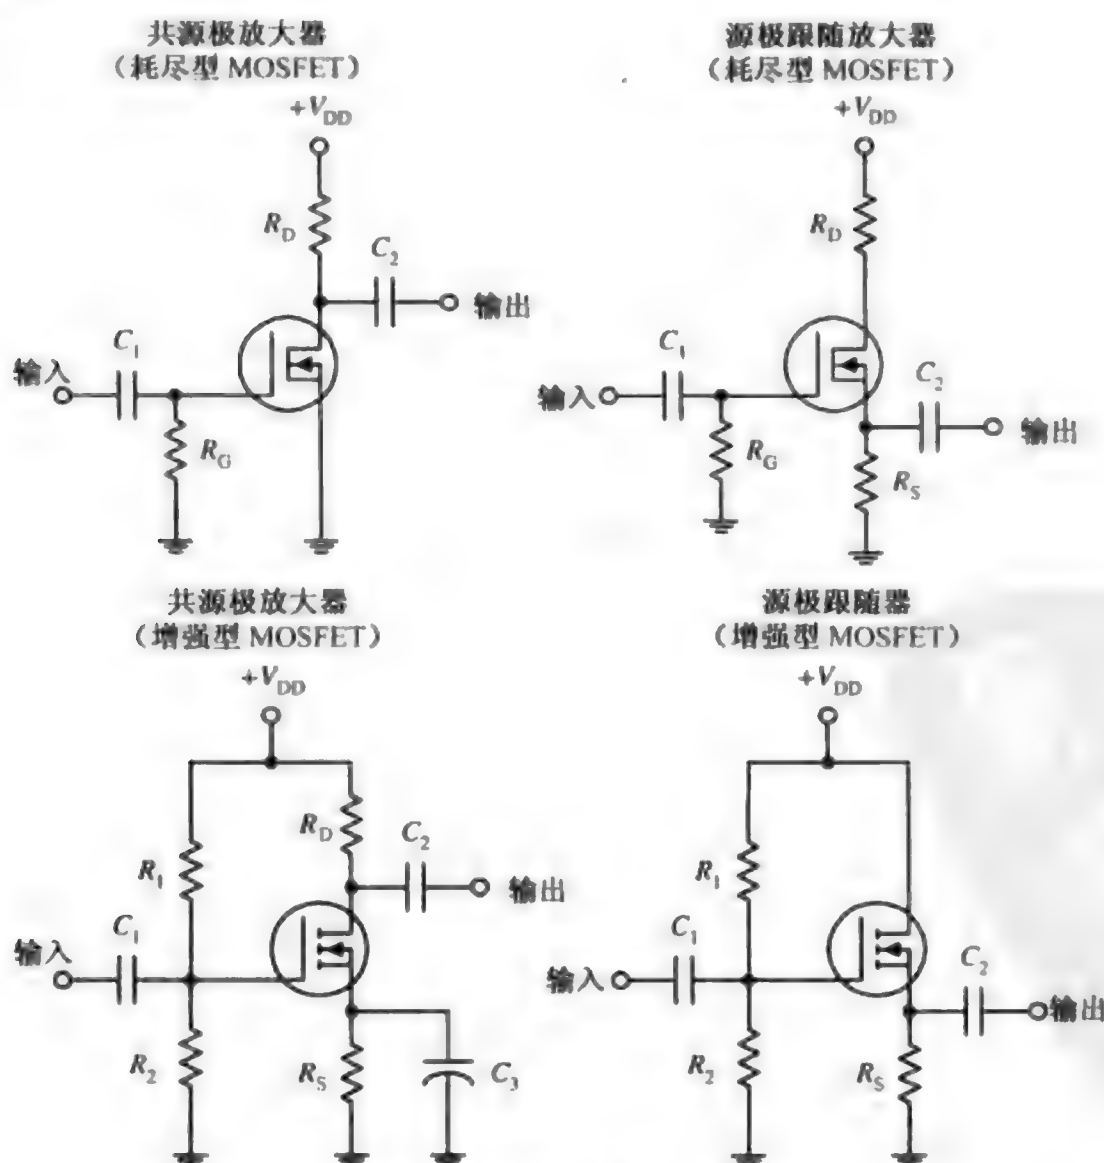 共源极放大器
（耗尽型 MOSFET）
+V_DD
R_D
C_2
输出
C_1
输入
R_G
源极跟随放大器
（耗尽型 MOSFET）
+V_DD
R_D
C_1
输入
C_2
输出
R_G
R_S
共源极放大器
（增强型 MOSFET）
+V_DD
R_D
C_2
R_1
输出
C_1
输入
R_2
R_S
C_3
源极跟随器
（增强型 MOSFET）
+V_DD
R_1
C_1
输入
C_2
输出
R_2
R_S